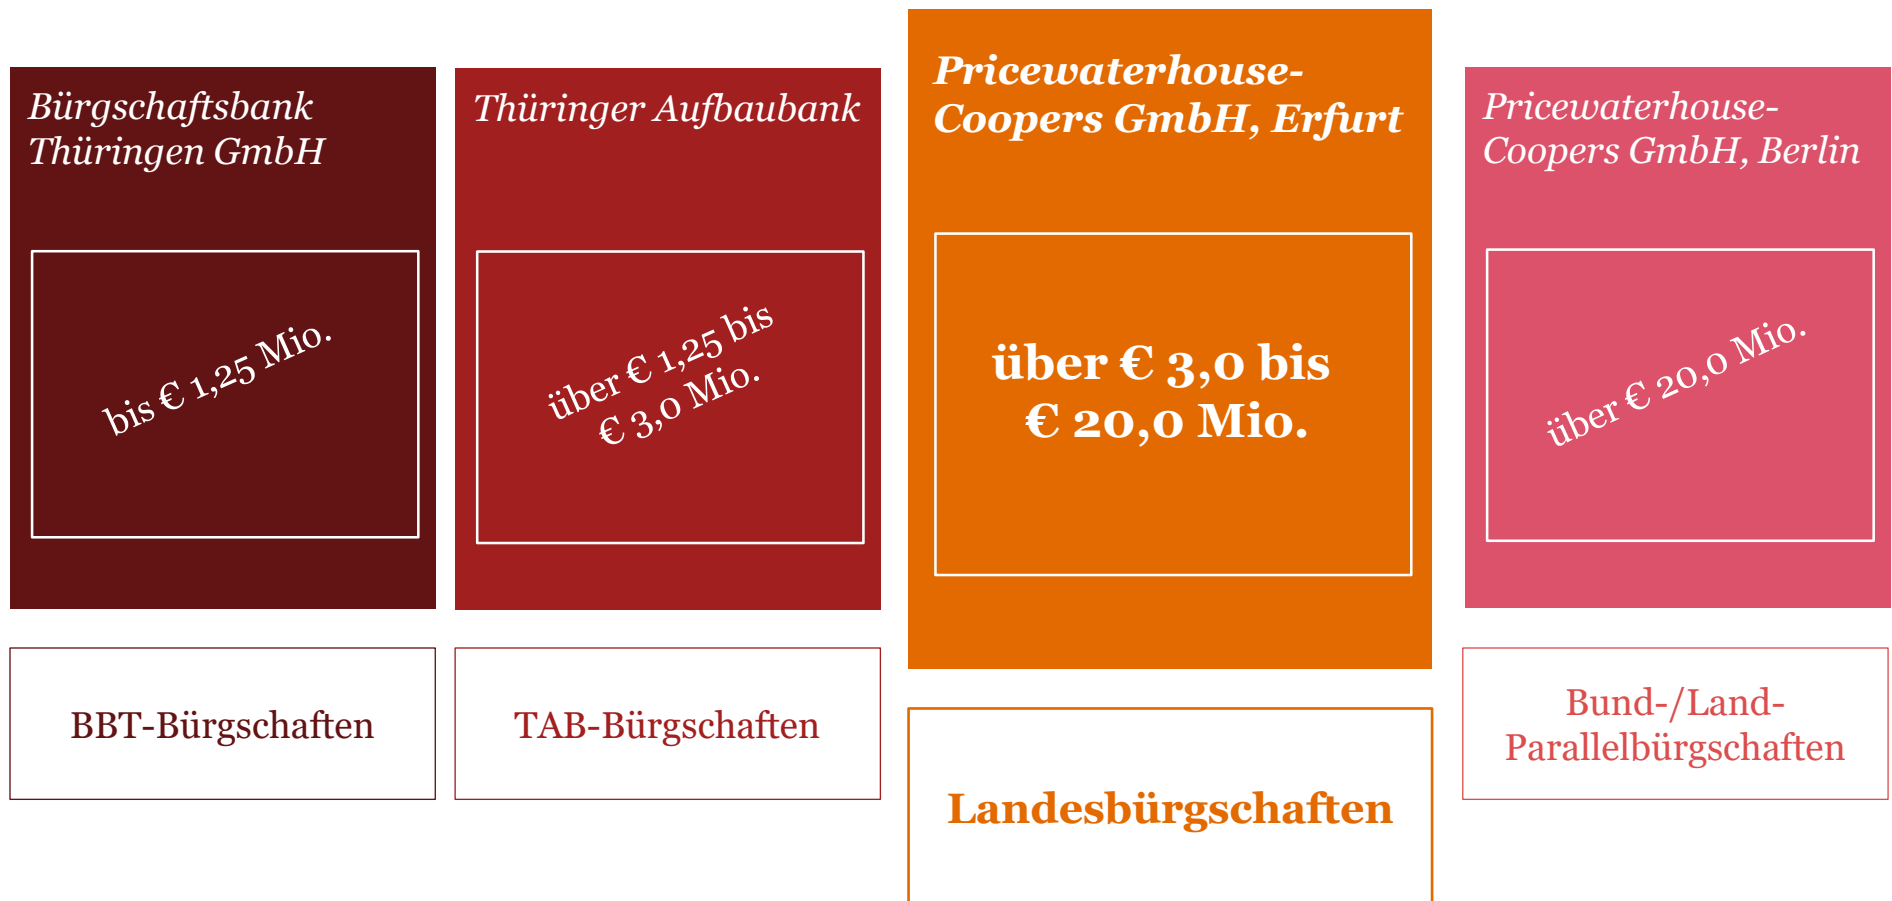 Bürgschaftsbank
Thüringen GmbH
bis € 1,25 Mio.
BBT-Bürgschaften
Thüringer Aufbaubank
über € 1,25 bis
€ 3,0 Mio.
TAB-Bürgschaften
Pricewaterhouse-
Coopers GmbH, Erfurt
über € 3,0 bis
€ 20,0 Mio.
Landesbürgschaften
Pricewaterhouse-
Coopers GmbH, Berlin
über € 20,0 Mio.
Bund-/Land-
Parallelbürgschaften